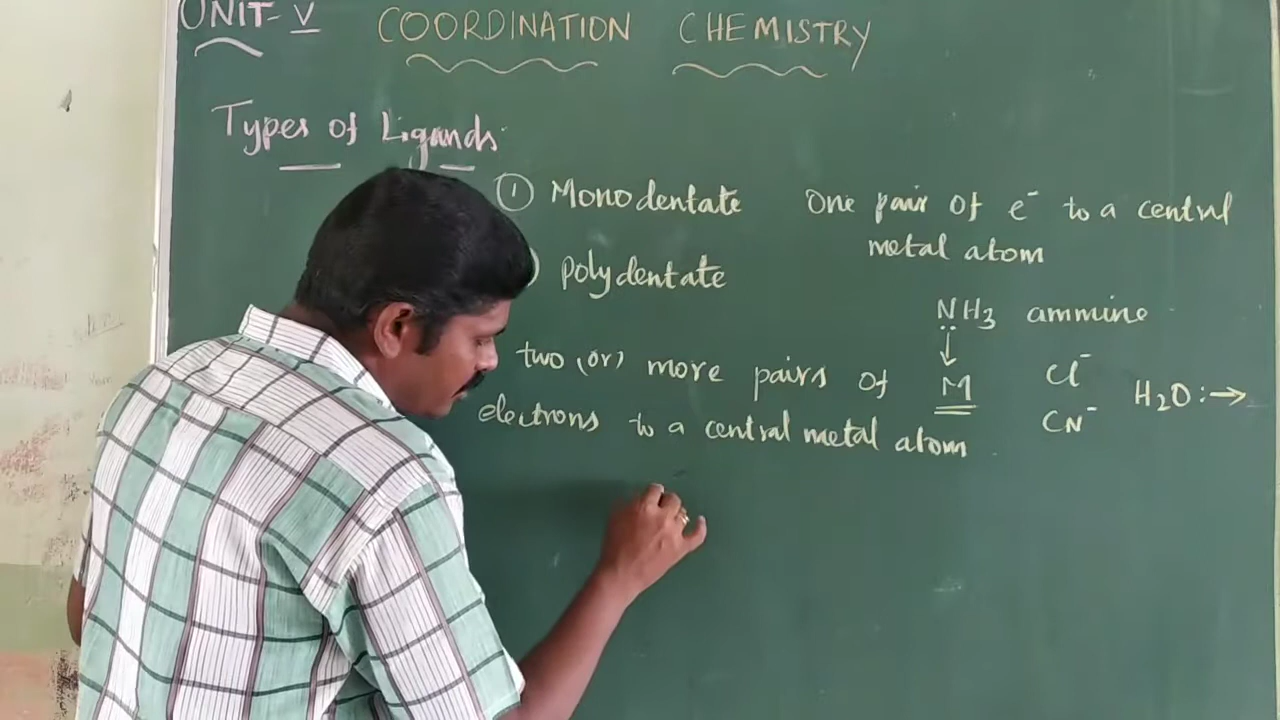 UNIT-V COORDINATION CHEMISTRY
Types of Ligands
① Monodentate One pair of e⁻ to a central
metal atom
) polydentate
NH₃ ammine
↓
two (or) more pairs of M Cl⁻
H₂O:→
electrons to a central metal atom CN⁻